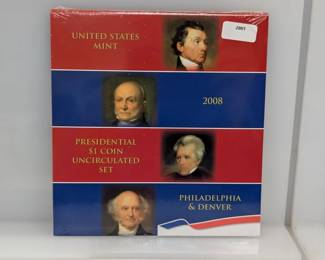 UNITED STATES
MINT
2008
PRESIDENTIAL
$1 COIN
UNCIRCULATED
SET
PHILADELPHIA
& DENVER